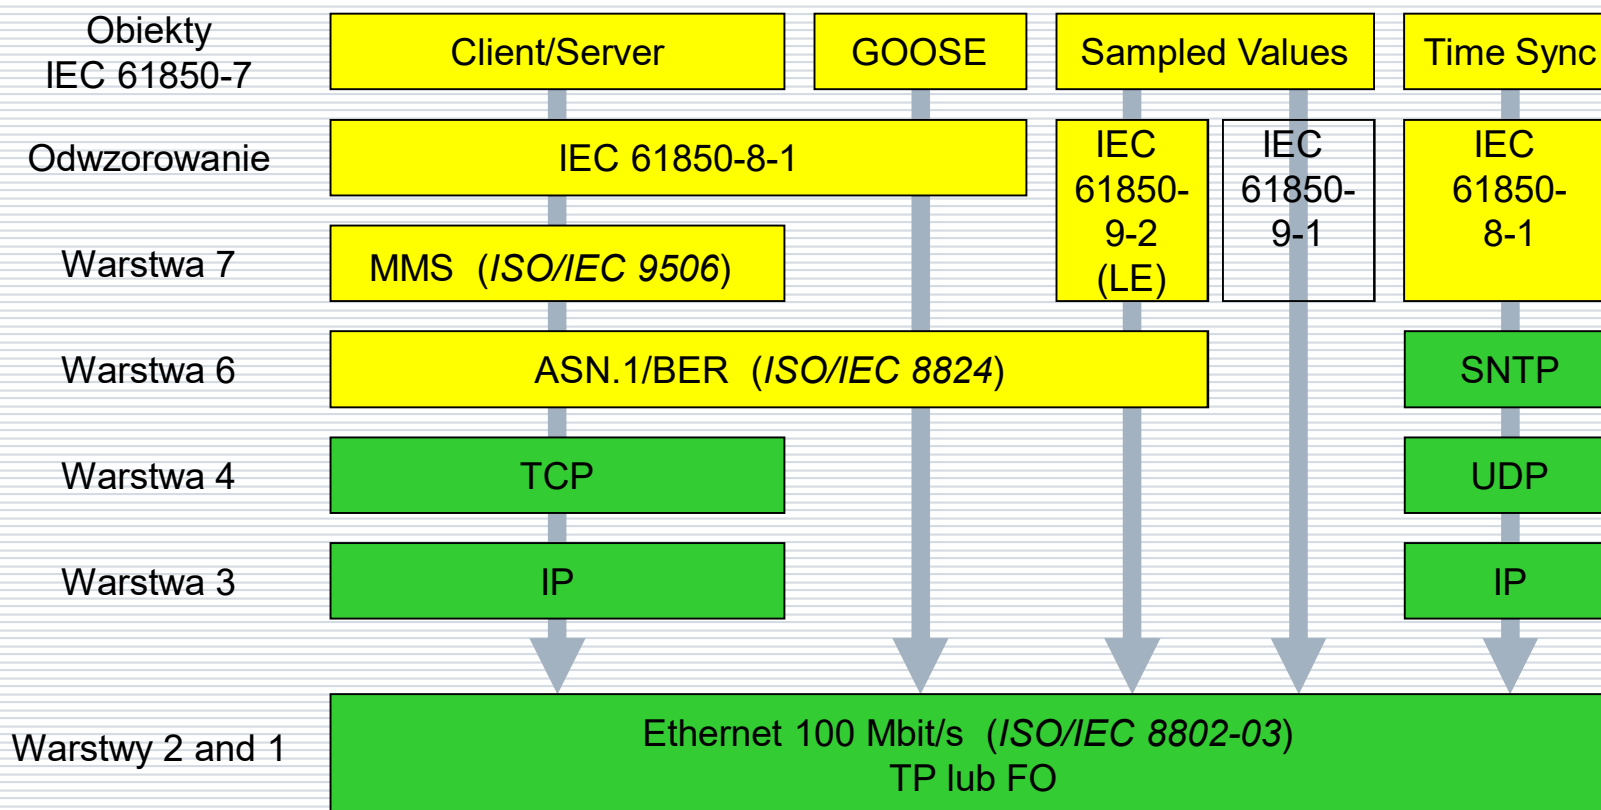 Obiekty
IEC 61850-7
Client/Server
GOOSE
Sampled Values
Time Sync
Odwzorowanie
IEC 61850-8-1
IEC
61850-
9-2
(LE)
IEC
61850-
9-1
IEC
61850-
8-1
Warstwa 7
MMS (ISO/IEC 9506)
Warstwa 6
ASN.1/BER (ISO/IEC 8824)
SNTP
Warstwa 4
TCP
UDP
Warstwa 3
IP
IP
Warstwy 2 and 1
Ethernet 100 Mbit/s (ISO/IEC 8802-03)
TP lub FO